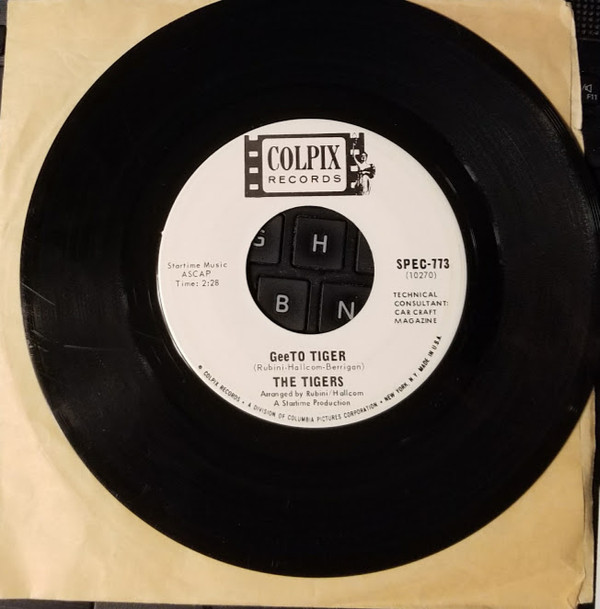 COLPIX
RECORDS
Startime Music
ASCAP
Time: 2:28
SPEC-773
(10270)
TECHNICAL
CONSULTANT:
CAR CRAFT
MAGAZINE
GeeTO TIGER
(Rubini-Hallcom-Berrigan)
THE TIGERS
Arranged by Rubini/Hallcom
A Startime Production
COLPIX RECORDS • A DIVISION OF COLUMBIA PICTURES CORPORATION • NEW YORK, N.Y. MADE IN U.S.A.
G
H
B
N
F11